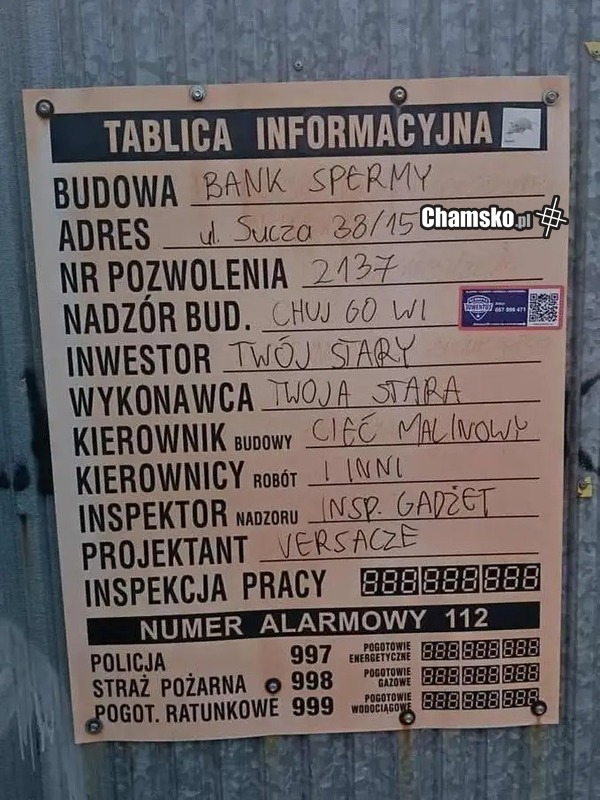 TABLICA INFORMACYJNA
BUDOWA BANK SPERMY
ADRES ul. Sucza 38/15
Chamsko.pl
NR POZWOLENIA 2137
NADZÓR BUD. CHUJ GO WI
INWESTOR TWÓJ STARY
WYKONAWCA TWOJA STARA
KIEROWNIK BUDOWY CIEĆ MALINOWY
KIEROWNICY ROBÓT I INNI
INSPEKTOR NADZORU INSP. GADŻET
PROJEKTANT VERSACZE
INSPEKCJA PRACY 888 888 888
NUMER ALARMOWY 112
POLICJA 997 POGOTOWIE ENERGETYCZNE 888 888 888
STRAŻ POŻARNA 998 POGOTOWIE GAZOWE 888 888 888
POGOT. RATUNKOWE 999 POGOTOWIE WODOCIĄGOWE 888 888 888